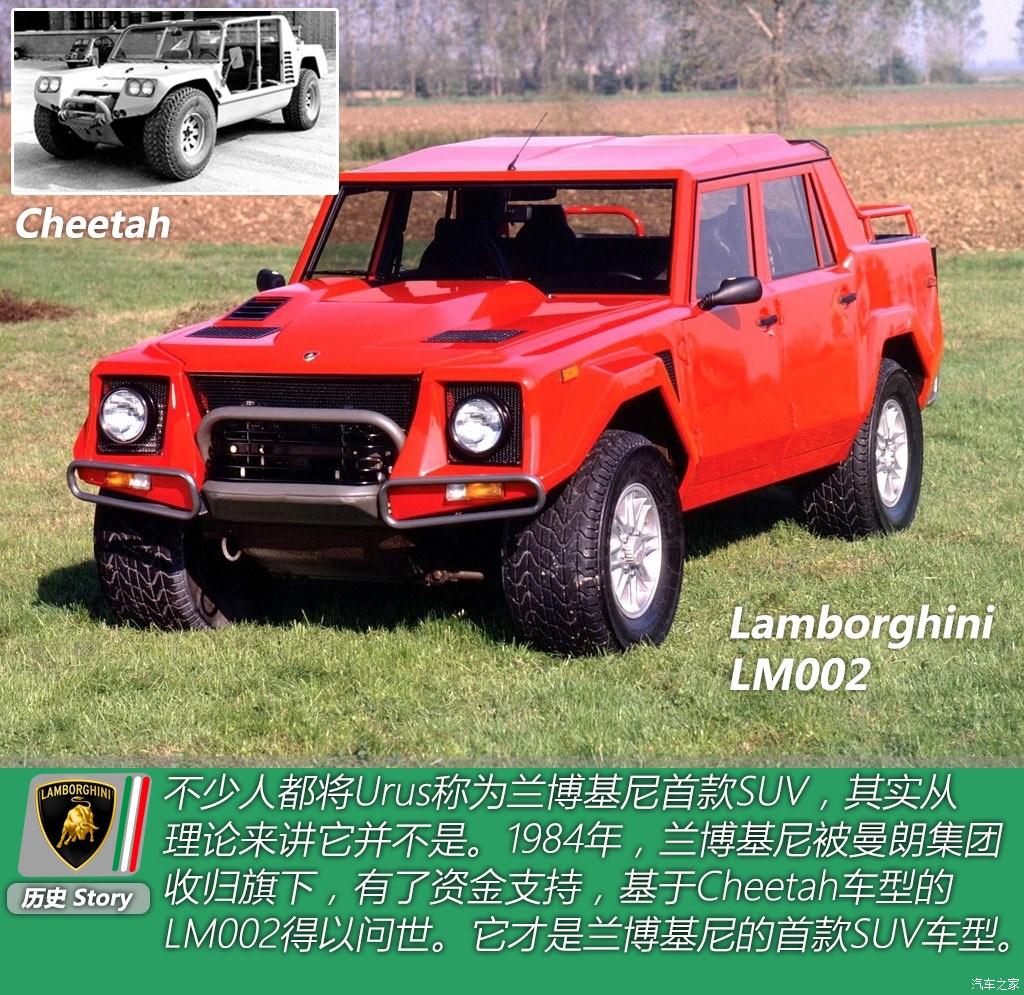 Cheetah
Lamborghini
LM002
LAMBORGHINI
历史 Story
不少人都将Urus称为兰博基尼首款SUV，其实从
理论来讲它并不是。1984年，兰博基尼被曼朗集团
收归旗下，有了资金支持，基于Cheetah车型的
LM002得以问世。它才是兰博基尼的首款SUV车型。
汽车之家